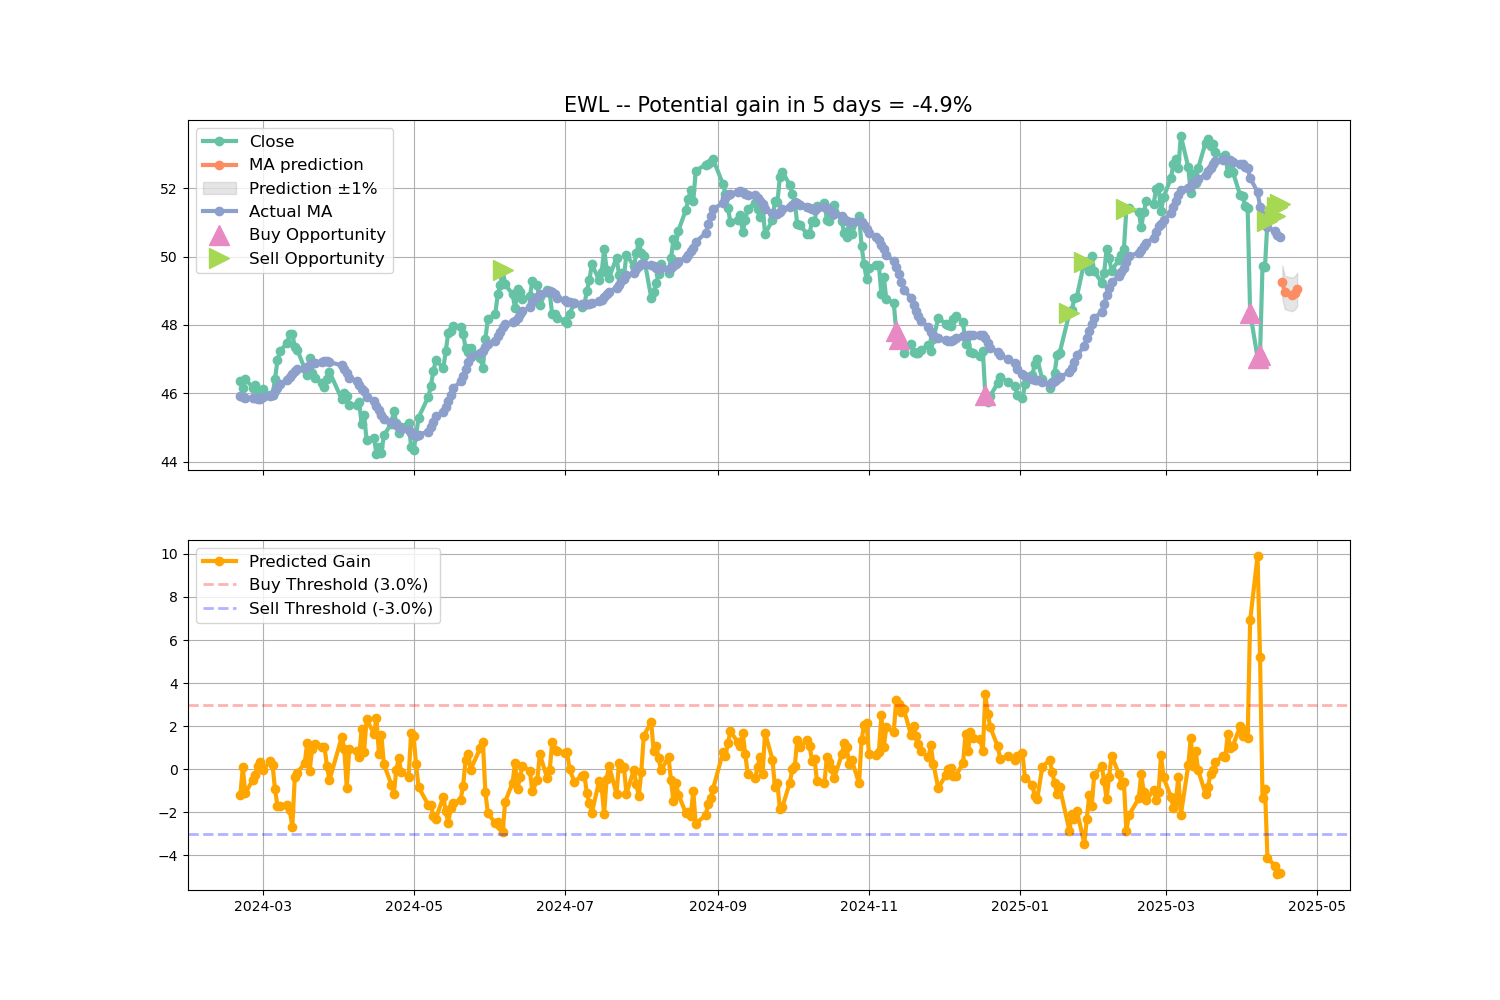 EWL -- Potential gain in 5 days = -4.9%
Close
MA prediction
Prediction ±1%
Actual MA
Buy Opportunity
Sell Opportunity
52
50
48
46
44
Predicted Gain
Buy Threshold (3.0%)
Sell Threshold (-3.0%)
10
8
6
4
2
0
−2
−4
2024-03
2024-05
2024-07
2024-09
2024-11
2025-01
2025-03
2025-05